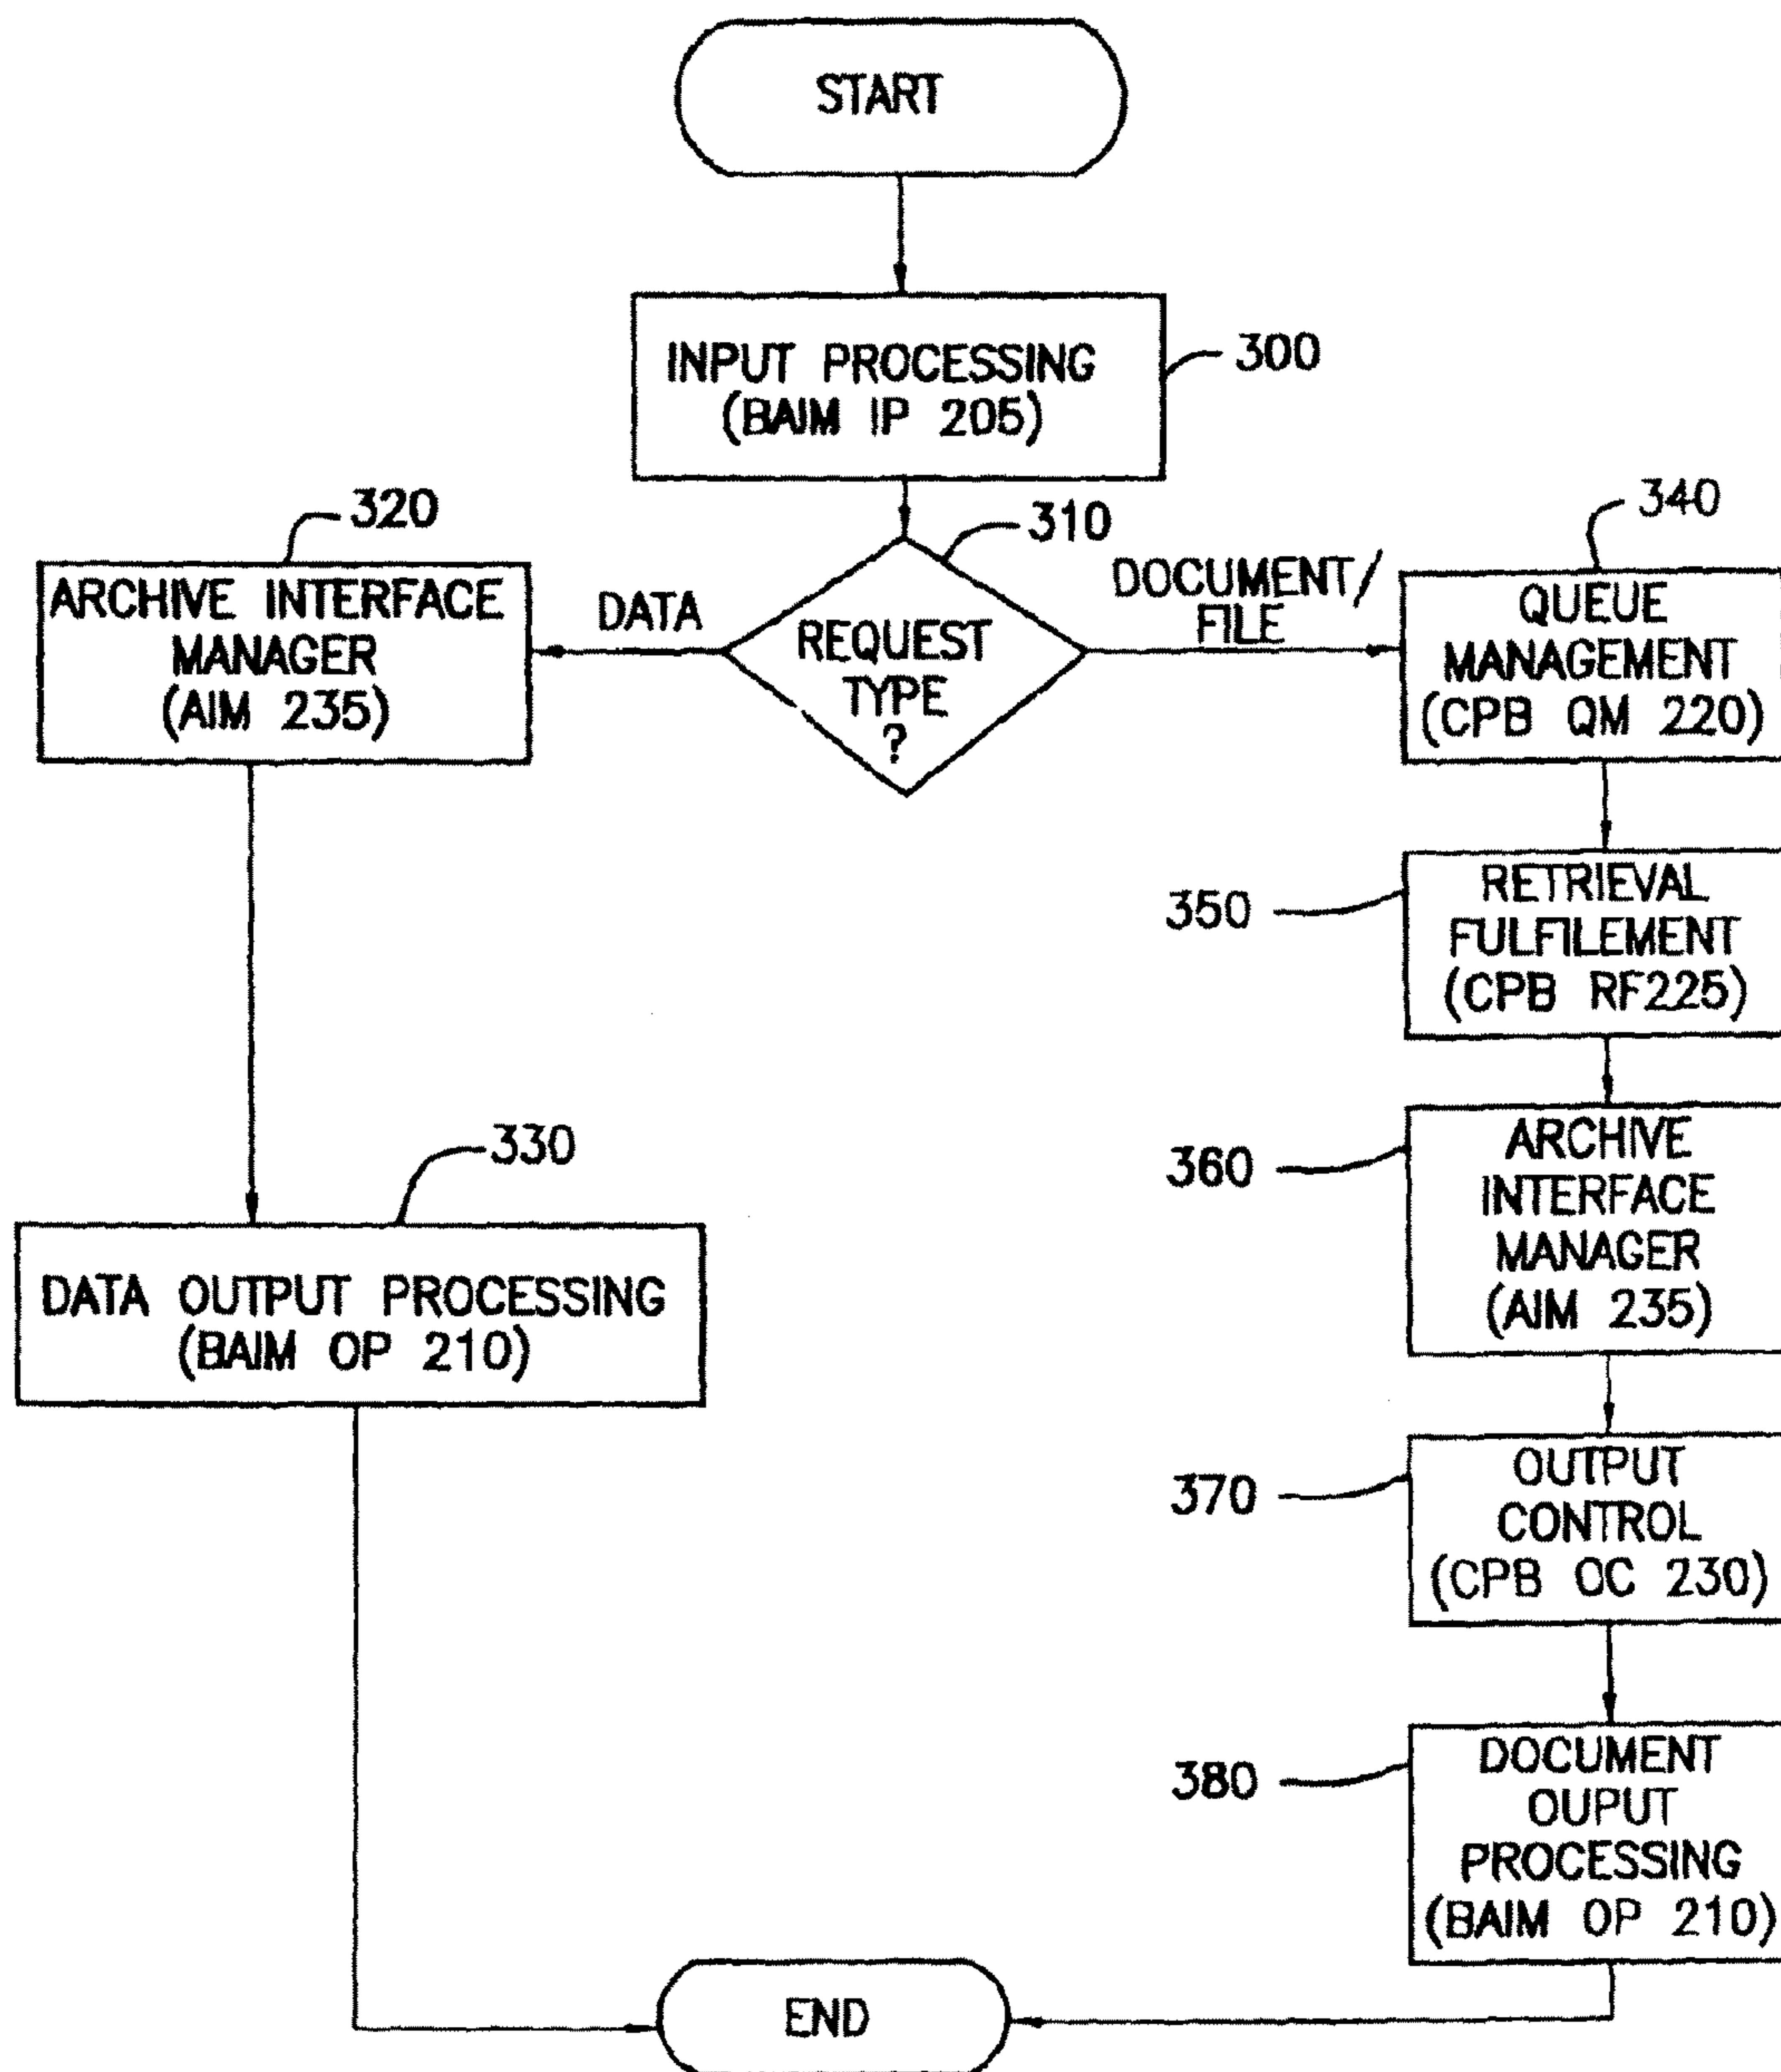 START
INPUT PROCESSING
(BAIM IP 205)
300
310
REQUEST
TYPE
?
DATA
320
ARCHIVE INTERFACE
MANAGER
(AIM 235)
330
DATA OUTPUT PROCESSING
(BAIM OP 210)
DOCUMENT/
FILE
340
QUEUE
MANAGEMENT
(CPB QM 220)
350
RETRIEVAL
FULFILEMENT
(CPB RF225)
360
ARCHIVE
INTERFACE
MANAGER
(AIM 235)
370
OUTPUT
CONTROL
(CPB OC 230)
380
DOCUMENT
OUPUT
PROCESSING
(BAIM OP 210)
END